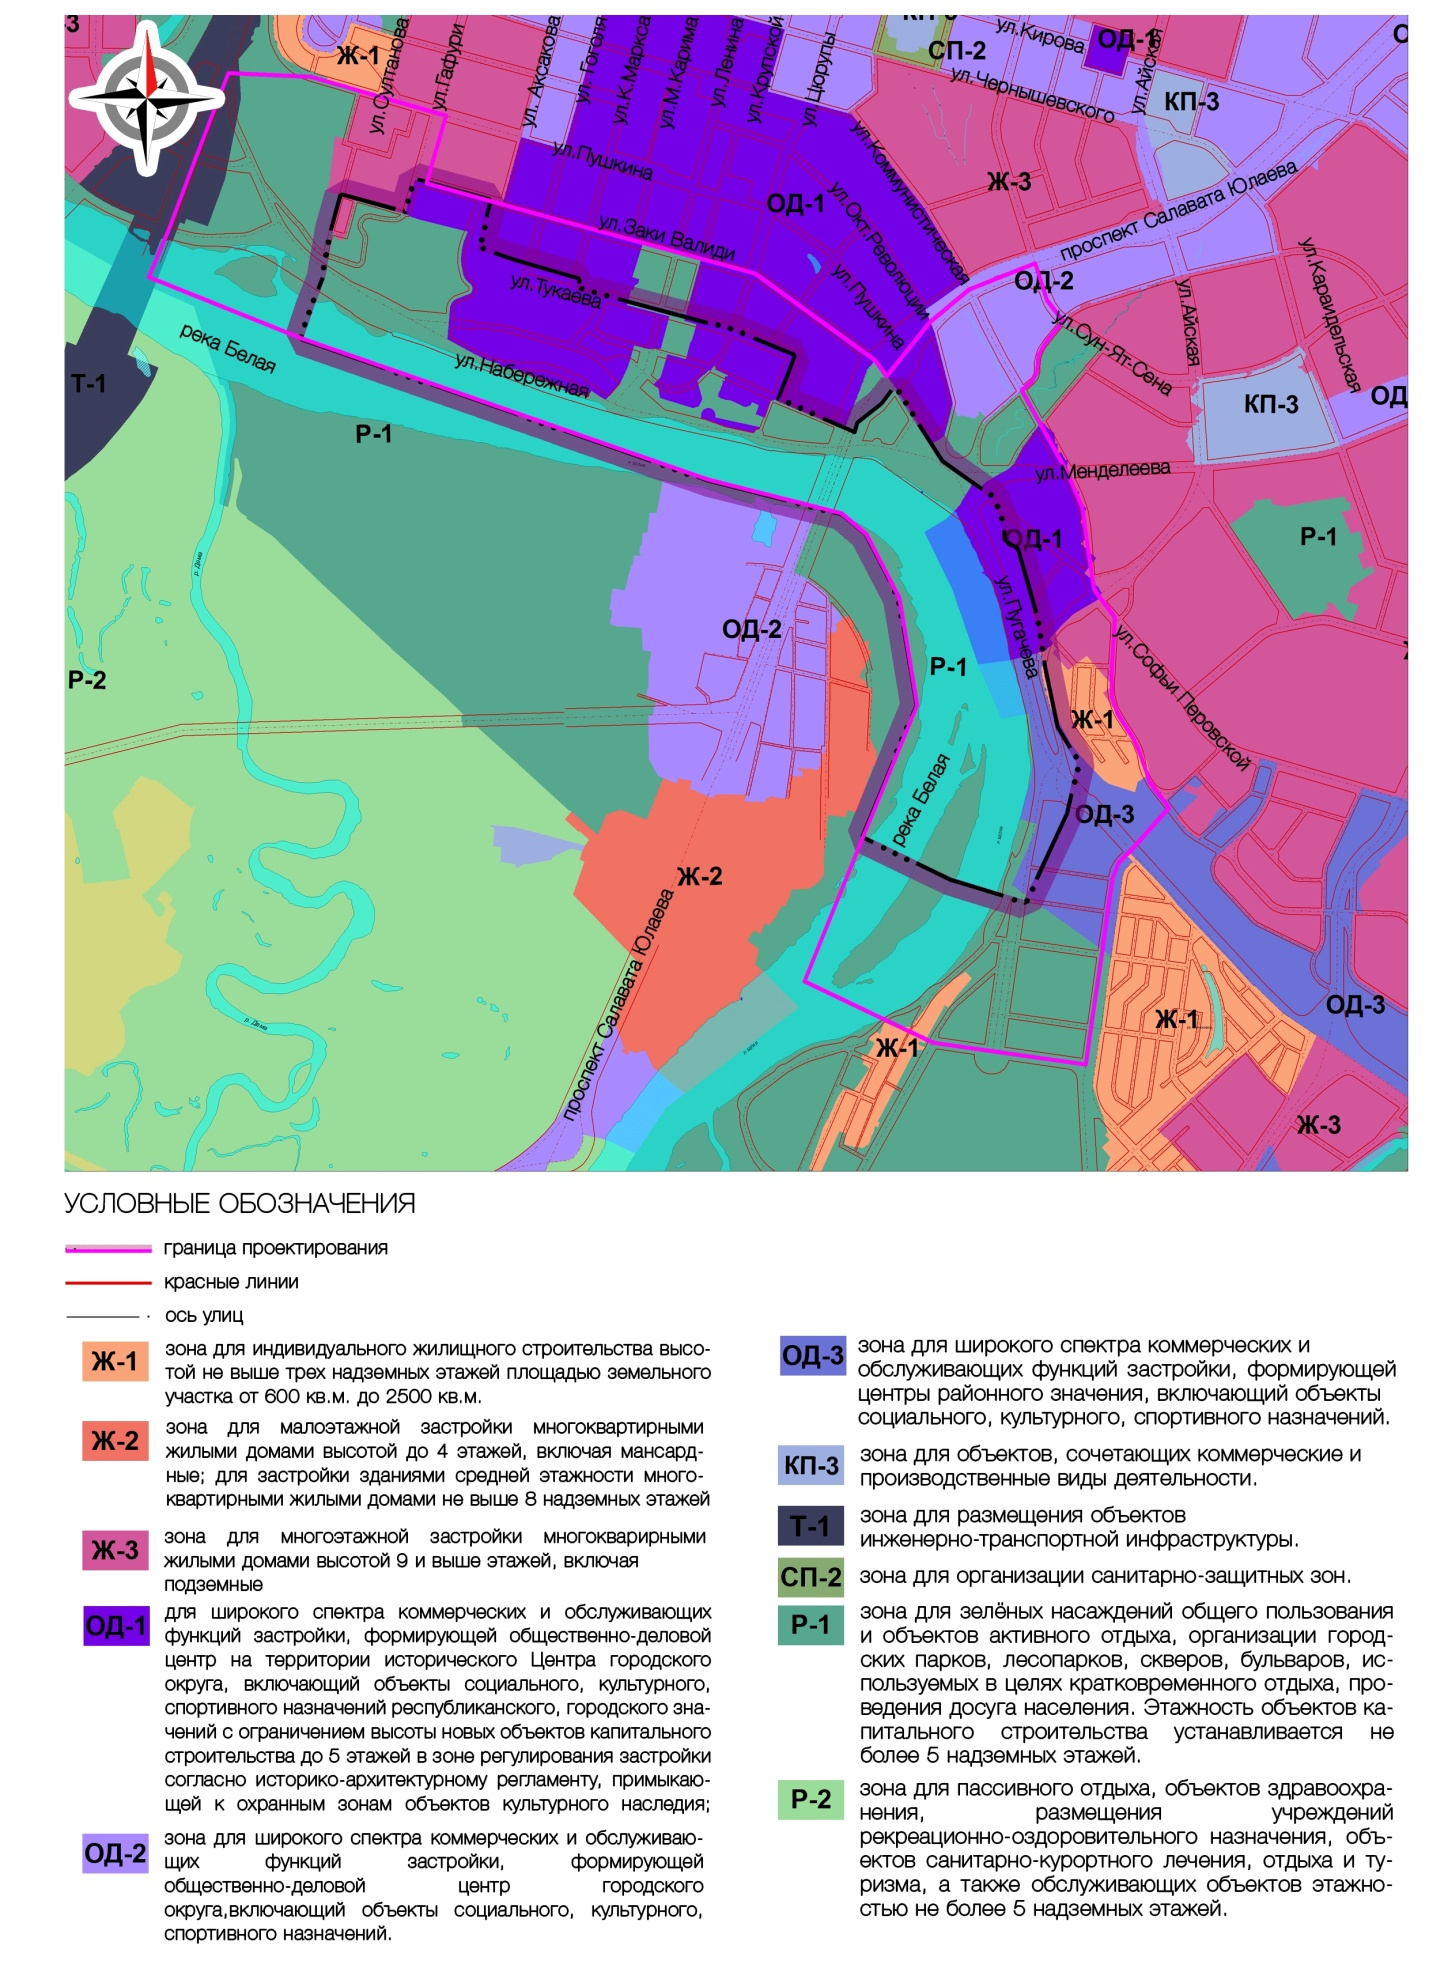 Ж-1
ул.Султанова
ул.Гафури
ул. Аксакова
ул. Гоголя
ул.К.Маркса
ул.М.Карима
ул.Ленина
ул.Крупской
ул.Цюрупы
СП-2
ул.Кирова
ОД-1
ул.Айская
ул.Чернышевского
КП-3
ул.Коммунистическая
ул.Пушкина
Ж-3
ОД-1
ул.Окт.Революции
проспект Салавата Юлаева
ул.Заки Валиди
ул.Пушкина
ОД-2
ул.Караидельская
ул.Тукаева
ул.Айская
ул.Сун-Ят-Сена
река Белая
ул.Набережная
Т-1
КП-3
ОД
Р-1
ул.Менделеева
р. Дема
ОД-1
Р-1
ул.Пугачева
ОД-2
ул.Софьи Перовской
Р-2
Р-1
Ж-1
река Белая
ОД-3
Ж-2
проспект Салавата Юлаева
р. Дема
ОД-3
Ж-1
Ж-1
Ж-3
УСЛОВНЫЕ ОБОЗНАЧЕНИЯ
граница проектирования
красные линии
ось улиц
Ж-1
зона для индивидуального жилищного строительства высо-
той не выше трех надземных этажей площадью земельного
участка от 600 кв.м. до 2500 кв.м.
Ж-2
зона для малоэтажной застройки многоквартирными
жилыми домами высотой до 4 этажей, включая мансард-
ные; для застройки зданиями средней этажности много-
квартирными жилыми домами не выше 8 надземных этажей
Ж-3
зона для многоэтажной застройки многокварирными
жилыми домами высотой 9 и выше этажей, включая
подземные
ОД-1
для широкого спектра коммерческих и обслуживающих
функций застройки, формирующей общественно-деловой
центр на территории исторического Центра городского
округа, включающий объекты социального, культурного,
спортивного назначений республиканского, городского зна-
чений с ограничением высоты новых объектов капитального
строительства до 5 этажей в зоне регулирования застройки
согласно историко-архитектурному регламенту, примыкаю-
щей к охранным зонам объектов культурного наследия;
ОД-2
зона для широкого спектра коммерческих и обслуживаю-
щих функций застройки, формирующей
общественно-деловой центр городского
округа,включающий объекты социального, культурного,
спортивного назначений.
ОД-3
зона для широкого спектра коммерческих и
обслуживающих функций застройки, формирующей
центры районного значения, включающий объекты
социального, культурного, спортивного назначений.
КП-3
зона для объектов, сочетающих коммерческие и
производственные виды деятельности.
Т-1
зона для размещения объектов
инженерно-транспортной инфраструктуры.
СП-2
зона для организации санитарно-защитных зон.
Р-1
зона для зелёных насаждений общего пользования
и объектов активного отдыха, организации город-
ских парков, лесопарков, скверов, бульваров, ис-
пользуемых в целях кратковременного отдыха, про-
ведения досуга населения. Этажность объектов ка-
питального строительства устанавливается не
более 5 надземных этажей.
Р-2
зона для пассивного отдыха, объектов здравоохра-
нения, размещения учреждений
рекреационно-оздоровительного назначения, объ-
ектов санитарно-курортного лечения, отдыха и ту-
ризма, а также обслуживающих объектов этажно-
стью не более 5 надземных этажей.